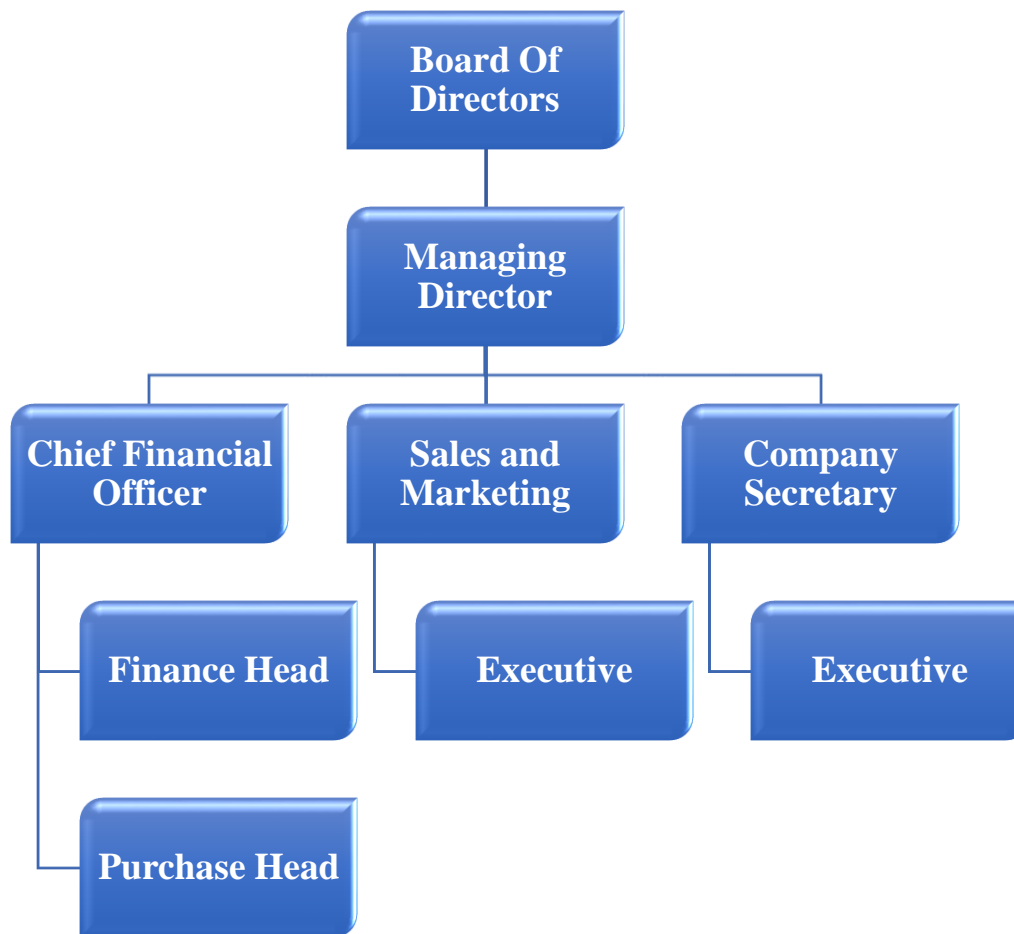 Board Of
Directors
Managing
Director
Chief Financial
Officer
Sales and
Marketing
Company
Secretary
Finance Head
Executive
Executive
Purchase Head